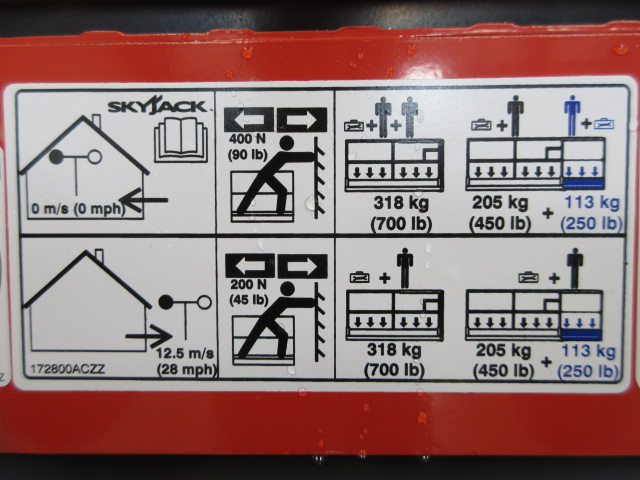 SKYJACK
0 m/s (0 mph)
400 N
(90 lb)
+ +
318 kg
(700 lb)
+
205 kg
(450 lb)
+
+
113 kg
(250 lb)
12.5 m/s
(28 mph)
172800ACZZ
200 N
(45 lb)
+
318 kg
(700 lb)
+
205 kg
(450 lb)
+
113 kg
(250 lb)
Z